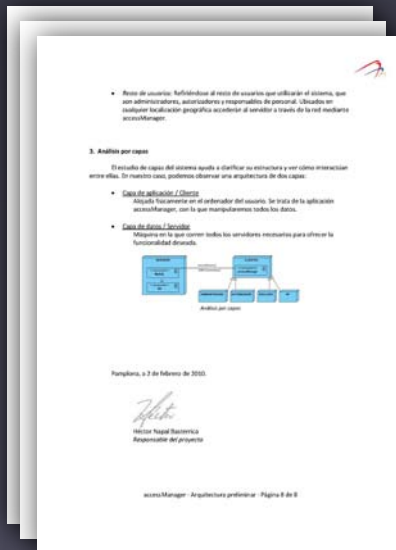 • Resto de usuarios: Refiriéndose al resto de usuarios que utilizarán el sistema, que
son administradores, autorizadores y responsables de personal. Ubicados en
cualquier localización geográfica accederán al servidor a través de la red mediante
accessManager.
3. Análisis por capas
El estudio de capas del sistema ayuda a clarificar su estructura y ver cómo interactúan
entre ellas. En nuestro caso, podemos observar una arquitectura de dos capas:
• Capa de aplicación / Cliente
Alojada físicamente en el ordenador del usuario. Se trata de la aplicación
accessManager, con la que manipularemos todos los datos.
• Capa de datos / Servidor
Máquina en la que corren todos los servidores necesarios para ofrecer la
funcionalidad deseada.
Análisis por capas
Pamplona, a 2 de febrero de 2010.
Héctor Napal Basterrica
Responsable del proyecto
accessManager - Arquitectura preliminar - Página 8 de 8